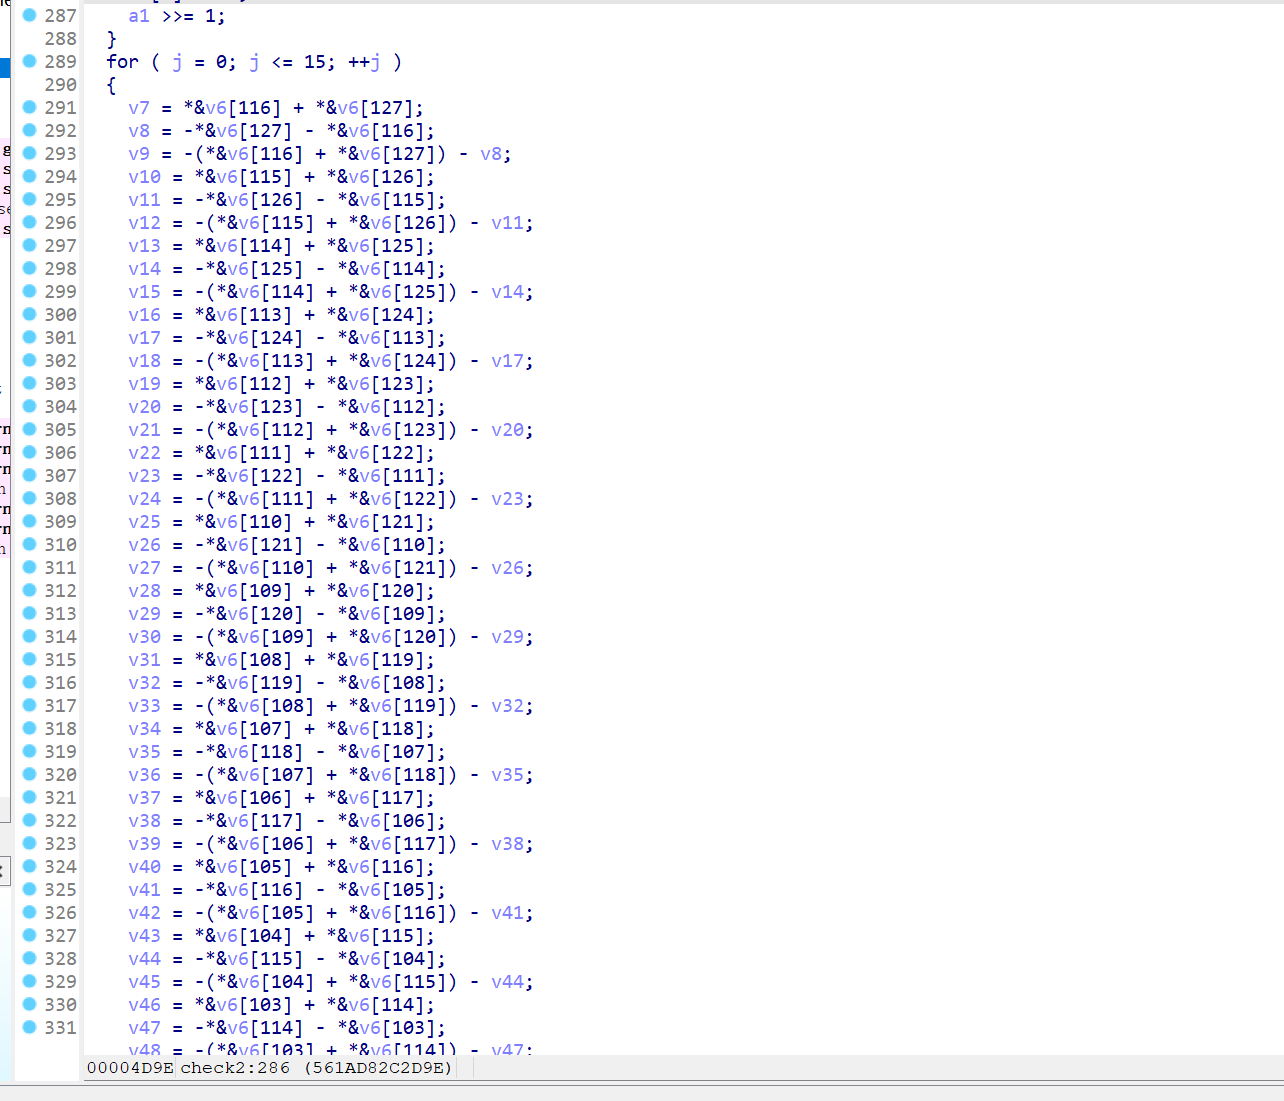 287 a1 >>= 1;
288 }
289 for ( j = 0; j <= 15; ++j )
290 {
291 v7 = *&v6[116] + *&v6[127];
292 v8 = -*&v6[127] - *&v6[116];
293 v9 = -(*&v6[116] + *&v6[127]) - v8;
294 v10 = *&v6[115] + *&v6[126];
295 v11 = -*&v6[126] - *&v6[115];
296 v12 = -(*&v6[115] + *&v6[126]) - v11;
297 v13 = *&v6[114] + *&v6[125];
298 v14 = -*&v6[125] - *&v6[114];
299 v15 = -(*&v6[114] + *&v6[125]) - v14;
300 v16 = *&v6[113] + *&v6[124];
301 v17 = -*&v6[124] - *&v6[113];
302 v18 = -(*&v6[113] + *&v6[124]) - v17;
303 v19 = *&v6[112] + *&v6[123];
304 v20 = -*&v6[123] - *&v6[112];
305 v21 = -(*&v6[112] + *&v6[123]) - v20;
306 v22 = *&v6[111] + *&v6[122];
307 v23 = -*&v6[122] - *&v6[111];
308 v24 = -(*&v6[111] + *&v6[122]) - v23;
309 v25 = *&v6[110] + *&v6[121];
310 v26 = -*&v6[121] - *&v6[110];
311 v27 = -(*&v6[110] + *&v6[121]) - v26;
312 v28 = *&v6[109] + *&v6[120];
313 v29 = -*&v6[120] - *&v6[109];
314 v30 = -(*&v6[109] + *&v6[120]) - v29;
315 v31 = *&v6[108] + *&v6[119];
316 v32 = -*&v6[119] - *&v6[108];
317 v33 = -(*&v6[108] + *&v6[119]) - v32;
318 v34 = *&v6[107] + *&v6[118];
319 v35 = -*&v6[118] - *&v6[107];
320 v36 = -(*&v6[107] + *&v6[118]) - v35;
321 v37 = *&v6[106] + *&v6[117];
322 v38 = -*&v6[117] - *&v6[106];
323 v39 = -(*&v6[106] + *&v6[117]) - v38;
324 v40 = *&v6[105] + *&v6[116];
325 v41 = -*&v6[116] - *&v6[105];
326 v42 = -(*&v6[105] + *&v6[116]) - v41;
327 v43 = *&v6[104] + *&v6[115];
328 v44 = -*&v6[115] - *&v6[104];
329 v45 = -(*&v6[104] + *&v6[115]) - v44;
330 v46 = *&v6[103] + *&v6[114];
331 v47 = -*&v6[114] - *&v6[103];
v48 = -(*&v6[103] + *&v6[114]) - v47;
00004D9E check2:286 (561AD82C2D9E)